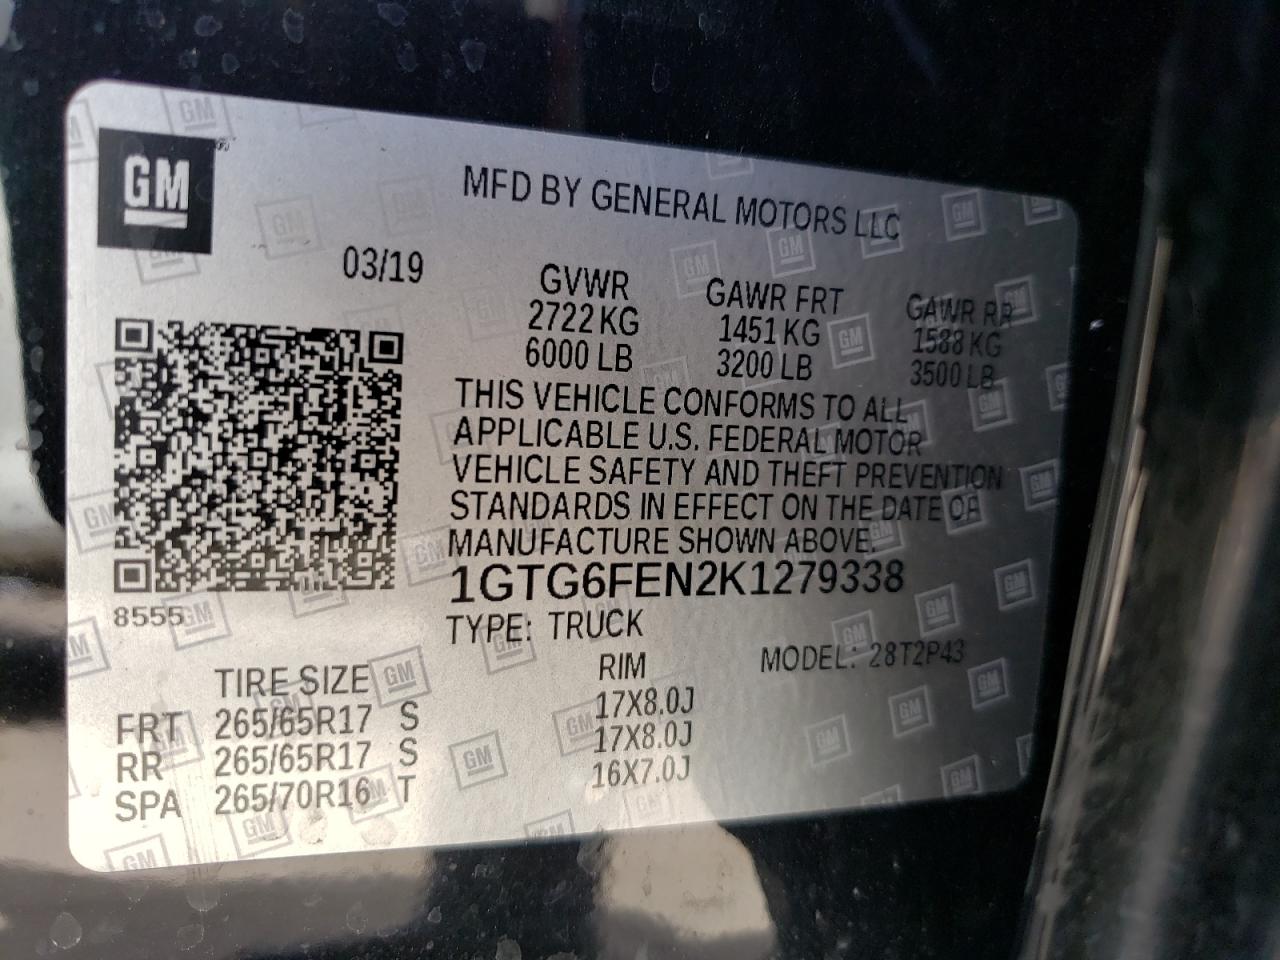 GM
MFD BY GENERAL MOTORS LLC
03/19
GVWR GAWR FRT GAWR RR
2722 KG 1451 KG 1588 KG
6000 LB 3200 LB 3500 LB
THIS VEHICLE CONFORMS TO ALL
APPLICABLE U.S. FEDERAL MOTOR
VEHICLE SAFETY AND THEFT PREVENTION
STANDARDS IN EFFECT ON THE DATE OF
MANUFACTURE SHOWN ABOVE.
1GTG6FEN2K1279338
8555
TYPE: TRUCK
MODEL: 28T2P43
TIRE SIZE RIM
FRT 265/65R17 S 17X8.0J
RR 265/65R17 S 17X8.0J
SPA 265/70R16 T 16X7.0J